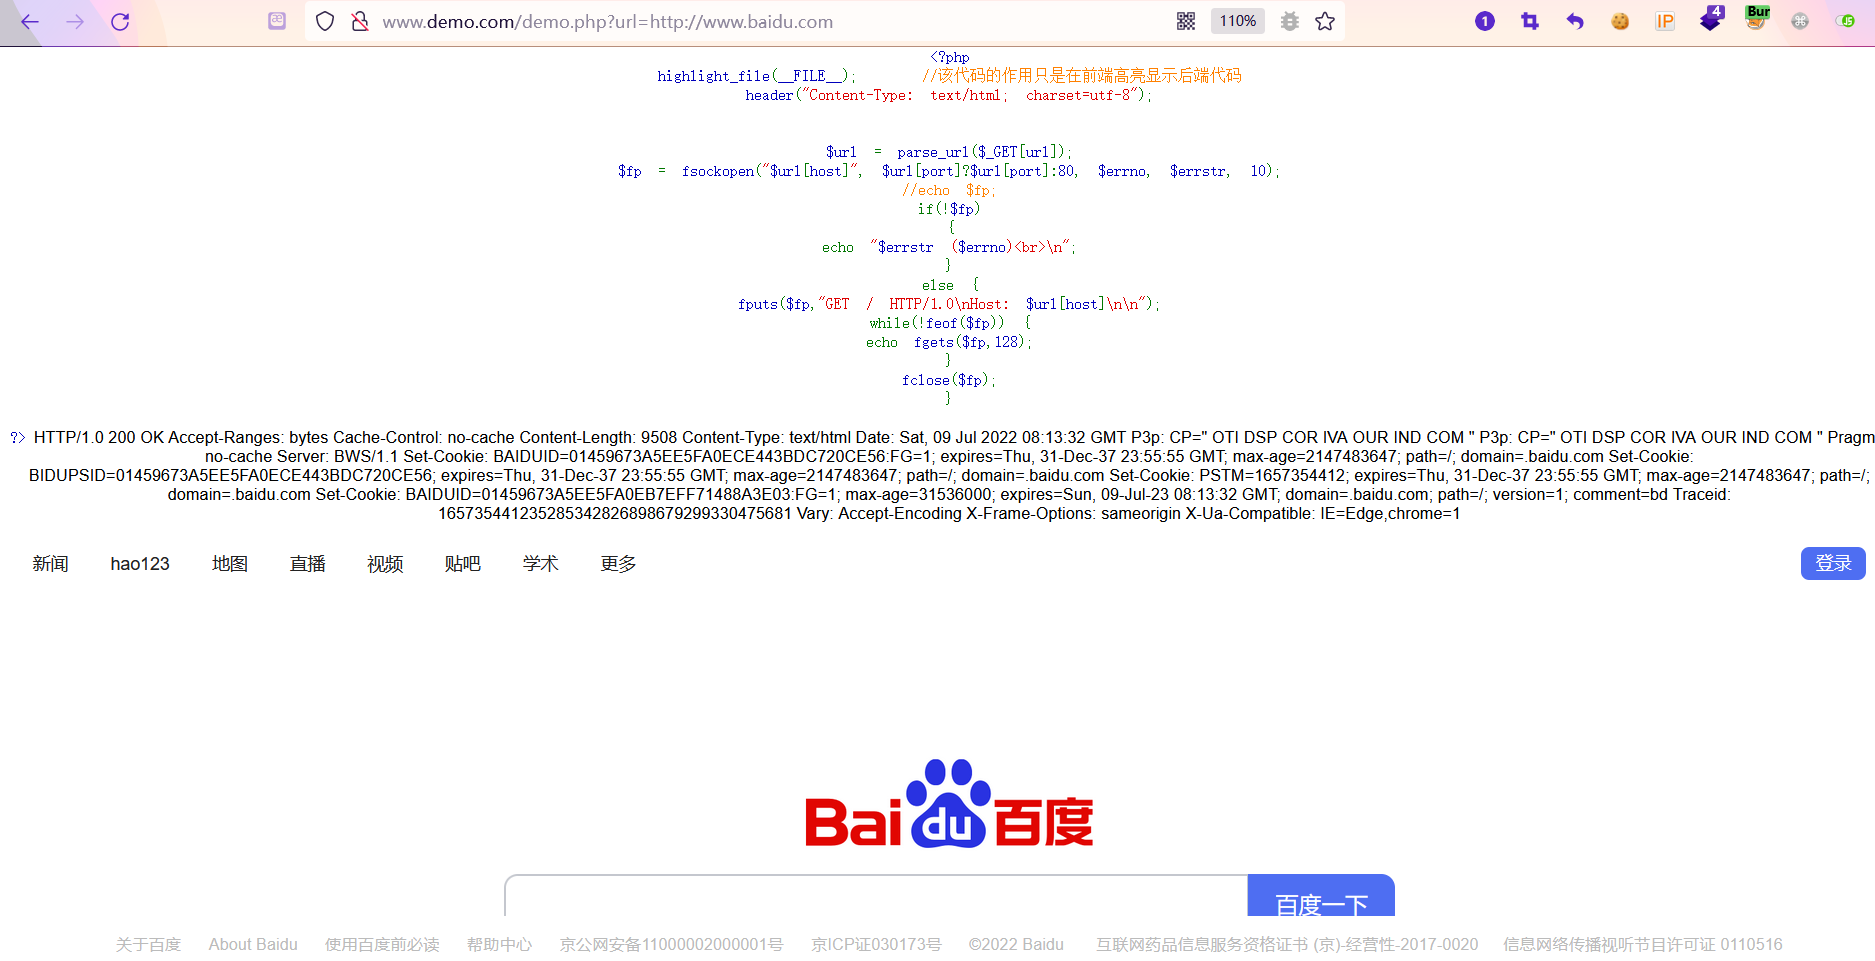 www.demo.com/demo.php?url=http://www.baidu.com 110% 1 IP 4 Bur JS
<?php
highlight_file(__FILE__); //该代码的作用只是在前端高亮显示后端代码
header("Content-Type: text/html; charset=utf-8");
$url = parse_url($_GET[url]);
$fp = fsockopen("$url[host]", $url[port]?$url[port]:80, $errno, $errstr, 10);
//echo $fp;
if(!$fp)
{
echo "$errstr ($errno)<br>\n";
}
else {
fputs($fp,"GET / HTTP/1.0\nHost: $url[host]\n\n");
while(!feof($fp)) {
echo fgets($fp,128);
}
fclose($fp);
}
?> HTTP/1.0 200 OK Accept-Ranges: bytes Cache-Control: no-cache Content-Length: 9508 Content-Type: text/html Date: Sat, 09 Jul 2022 08:13:32 GMT P3p: CP=" OTI DSP COR IVA OUR IND COM " P3p: CP=" OTI DSP COR IVA OUR IND COM " Pragm
no-cache Server: BWS/1.1 Set-Cookie: BAIDUID=01459673A5EE5FA0ECE443BDC720CE56:FG=1; expires=Thu, 31-Dec-37 23:55:55 GMT; max-age=2147483647; path=/; domain=.baidu.com Set-Cookie:
BIDUPSID=01459673A5EE5FA0ECE443BDC720CE56; expires=Thu, 31-Dec-37 23:55:55 GMT; max-age=2147483647; path=/; domain=.baidu.com Set-Cookie: PSTM=1657354412; expires=Thu, 31-Dec-37 23:55:55 GMT; max-age=2147483647; path=/;
domain=.baidu.com Set-Cookie: BAIDUID=01459673A5EE5FA0EB7EFF71488A3E03:FG=1; max-age=31536000; expires=Sun, 09-Jul-23 08:13:32 GMT; domain=.baidu.com; path=/; version=1; comment=bd Traceid:
1657354412352853428268986792993304​75681 Vary: Accept-Encoding X-Frame-Options: sameorigin X-Ua-Compatible: IE=Edge,chrome=1
新闻 hao123 地图 直播 视频 贴吧 学术 更多 登录
Bai du 百度
百度一下
关于百度 About Baidu 使用百度前必读 帮助中心 京公网安备11000002000001号 京ICP证030173号 ©2022 Baidu 互联网药品信息服务资格证书 (京)-经营性-2017-0020 信息网络传播视听节目许可证 0110516